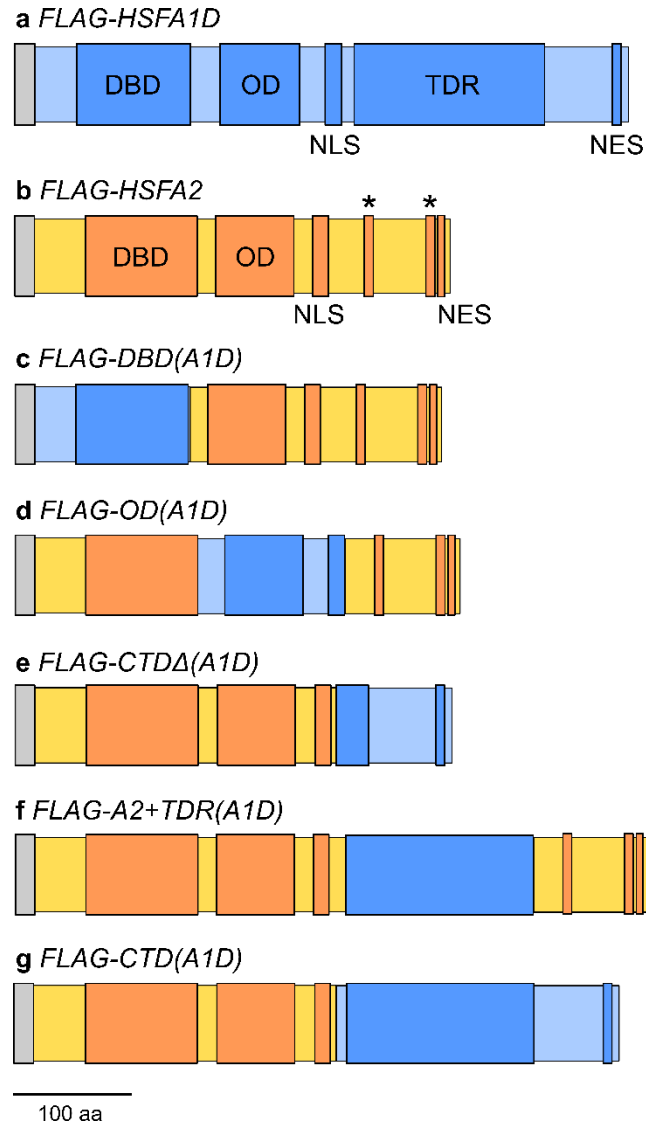 a FLAG-HSFA1D
DBD OD TDR
NLS NES
b FLAG-HSFA2
* *
DBD OD
NLS NES
c FLAG-DBD(A1D)
d FLAG-OD(A1D)
e FLAG-CTDΔ(A1D)
f FLAG-A2+TDR(A1D)
g FLAG-CTD(A1D)
100 aa